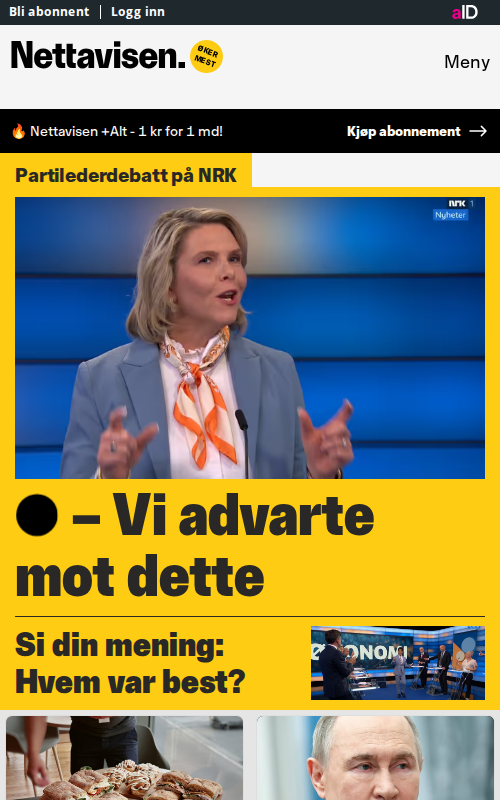 Bli abonnent | Logg inn
aID
Nettavisen.
ØKER
MEST
Meny
🔥 Nettavisen +Alt - 1 kr for 1 md!
Kjøp abonnement →
Partilederdebatt på NRK
NRK 1
Nyheter
– Vi advarte
mot dette
Si din mening:
Hvem var best?
ØKONOMI